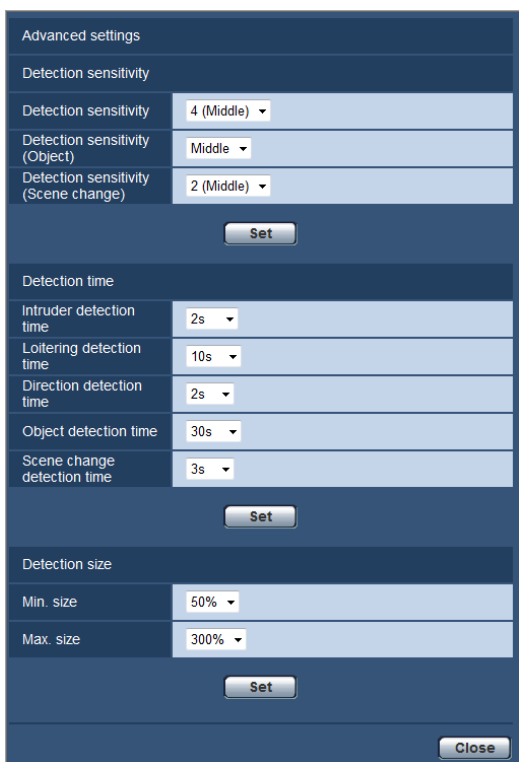 Advanced settings
Detection sensitivity
Detection sensitivity 4 (Middle)
Detection sensitivity
(Object) Middle
Detection sensitivity
(Scene change) 2 (Middle)
Set
Detection time
Intruder detection
time 2s
Loitering detection
time 10s
Direction detection
time 2s
Object detection time 30s
Scene change
detection time 3s
Set
Detection size
Min. size 50%
Max. size 300%
Set
Close